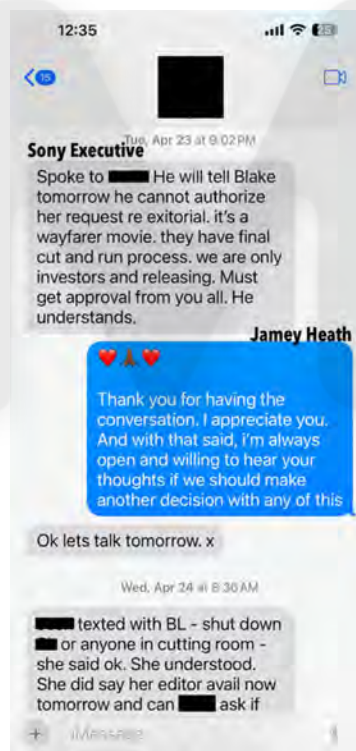 12:35
15
Tue, Apr 23 at 9:02 PM
Sony Executive
Spoke to He will tell Blake
tomorrow he cannot authorize
her request re exitorial. it's a
wayfarer movie. they have final
cut and run process. we are only
investors and releasing. Must
get approval from you all. He
understands.
Jamey Heath
Thank you for having the
conversation. I appreciate you.
And with that said, i'm always
open and willing to hear your
thoughts if we should make
another decision with any of this
Ok lets talk tomorrow. x
Wed, Apr 24 at 8:30 AM
texted with BL - shut down
or anyone in cutting room -
she said ok. She understood.
She did say her editor avail now
tomorrow and can ask if
iMessage